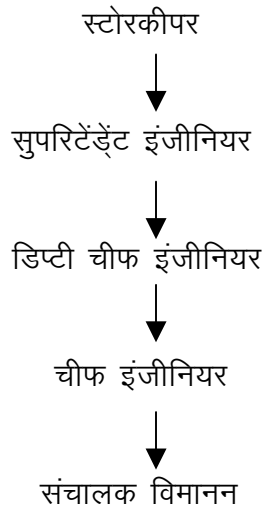 स्टोरकीपर
सुपरिटेंड़ेंट इंजीनियर
डिप्टी चीफ इंजीनियर
चीफ इंजीनियर
संचालक विमानन